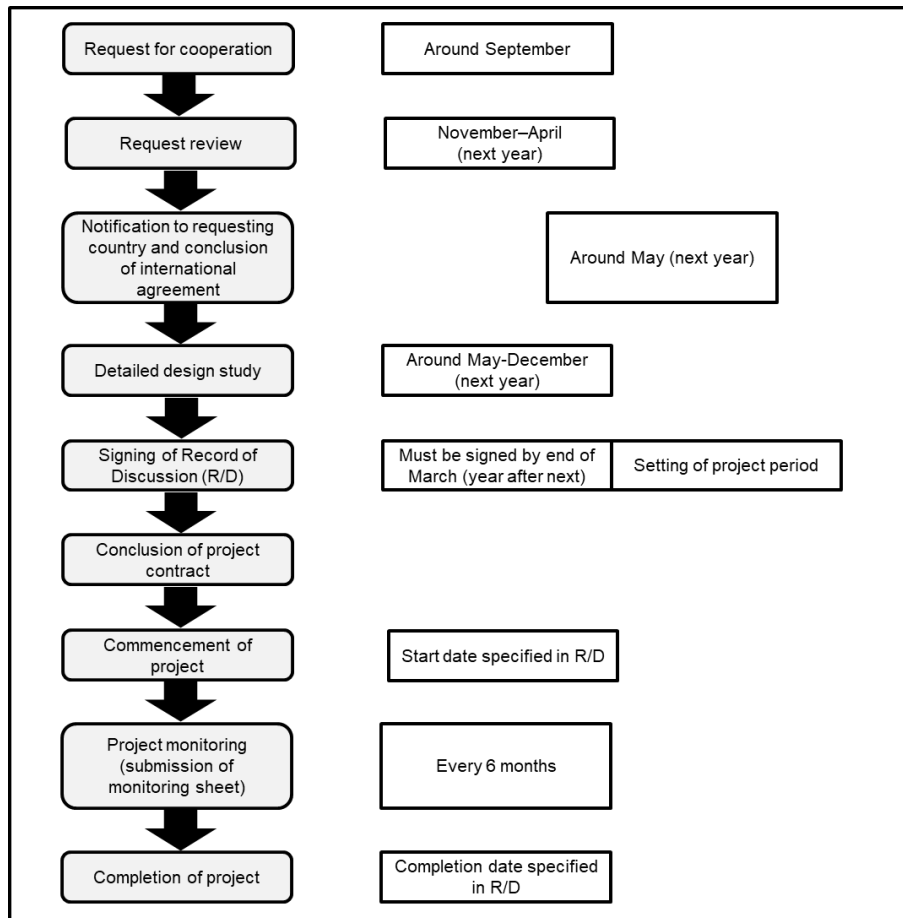 Request for cooperation
Around September
Request review
November–April
(next year)
Notification to requesting
country and conclusion
of international
agreement
Around May (next year)
Detailed design study
Around May-December
(next year)
Signing of Record of
Discussion (R/D)
Must be signed by end of
March (year after next)
Setting of project period
Conclusion of project
contract
Commencement of
project
Start date specified in R/D
Project monitoring
(submission of
monitoring sheet)
Every 6 months
Completion of project
Completion date specified
in R/D